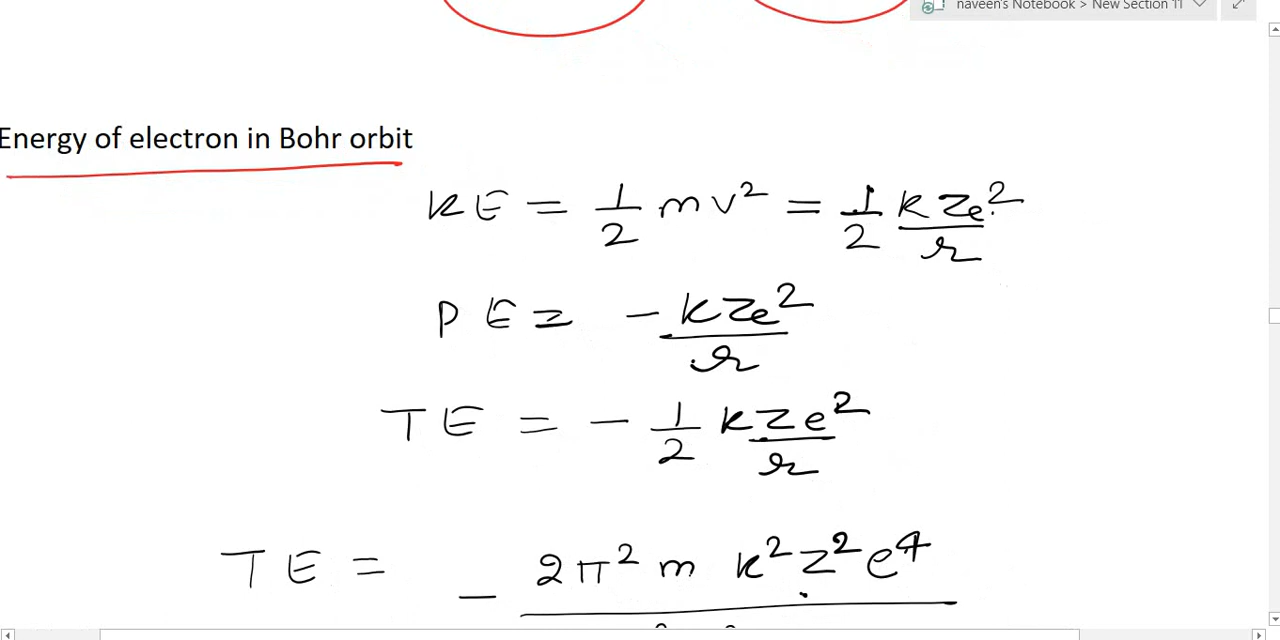 naveen's Notebook > New Section 11
Energy of electron in Bohr orbit
KE = 1/2 mv² = 1/2 kZe²/r
PE = -kZe²/r
TE = -1/2 kZe²/r
TE = - 2π² m k² Z² e⁴